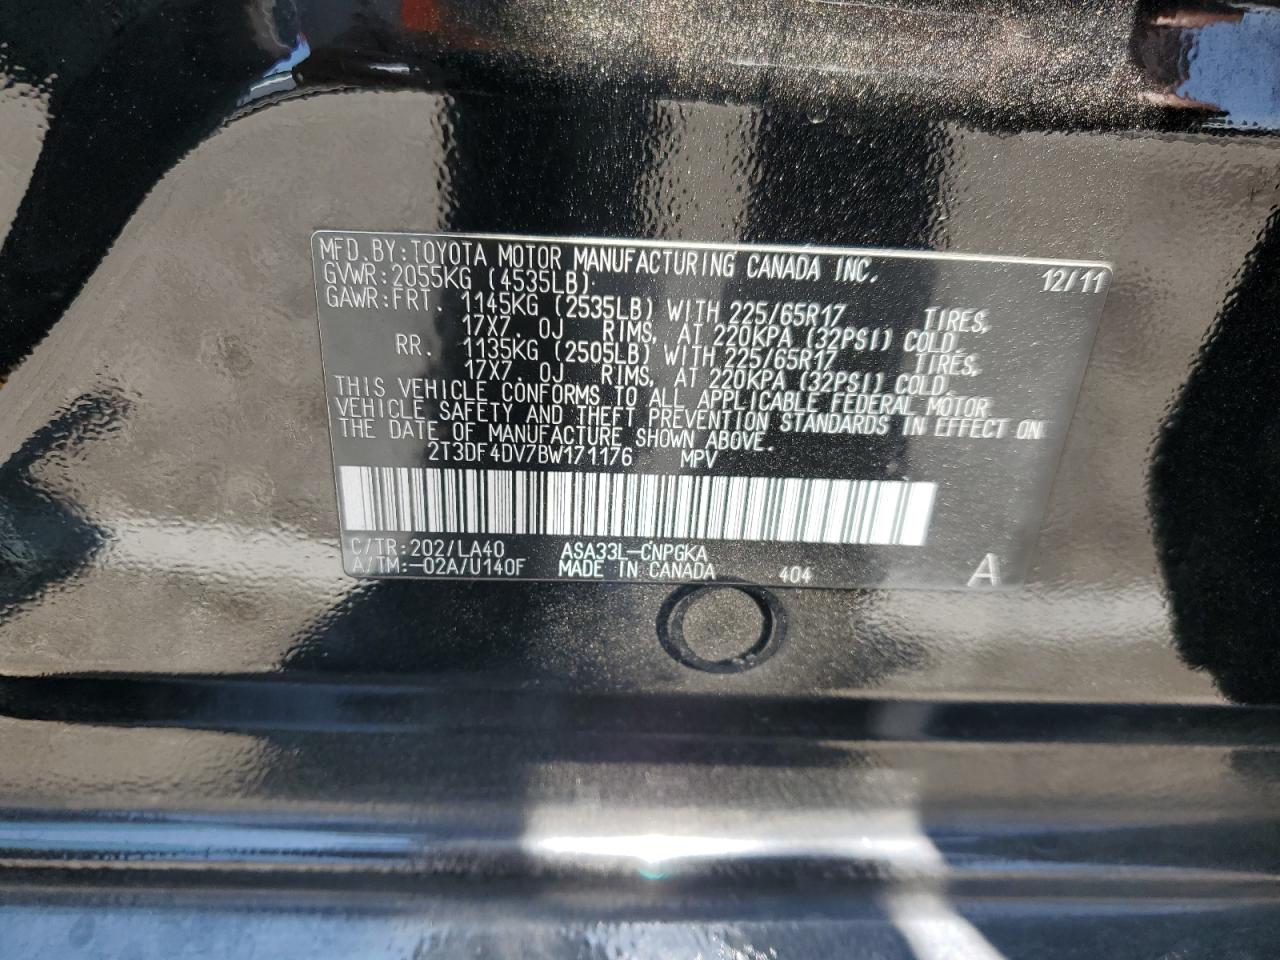 MFD. BY: TOYOTA MOTOR MANUFACTURING CANADA INC. 12/11
GVWR: 2055KG (4535LB)
GAWR: FRT. 1145KG (2535LB) WITH 225/65R17 TIRES,
17X7. 0J RIMS, AT 220KPA (32PSI) COLD,
RR. 1135KG (2505LB) WITH 225/65R17 TIRES,
17X7. 0J RIMS, AT 220KPA (32PSI) COLD,
THIS VEHICLE CONFORMS TO ALL APPLICABLE FEDERAL MOTOR
VEHICLE SAFETY AND THEFT PREVENTION STANDARDS IN EFFECT ON
THE DATE OF MANUFACTURE SHOWN ABOVE.
2T3DF4DV7BW171176 MPV
C/TR: 202/LA40 ASA33L-CNPGKA
A/TM: -02A/U140F MADE IN CANADA 404 A